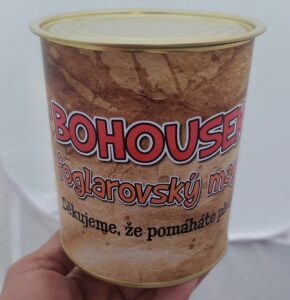 BOHOUSE
foglarovský
Děkujeme, že pomáháte